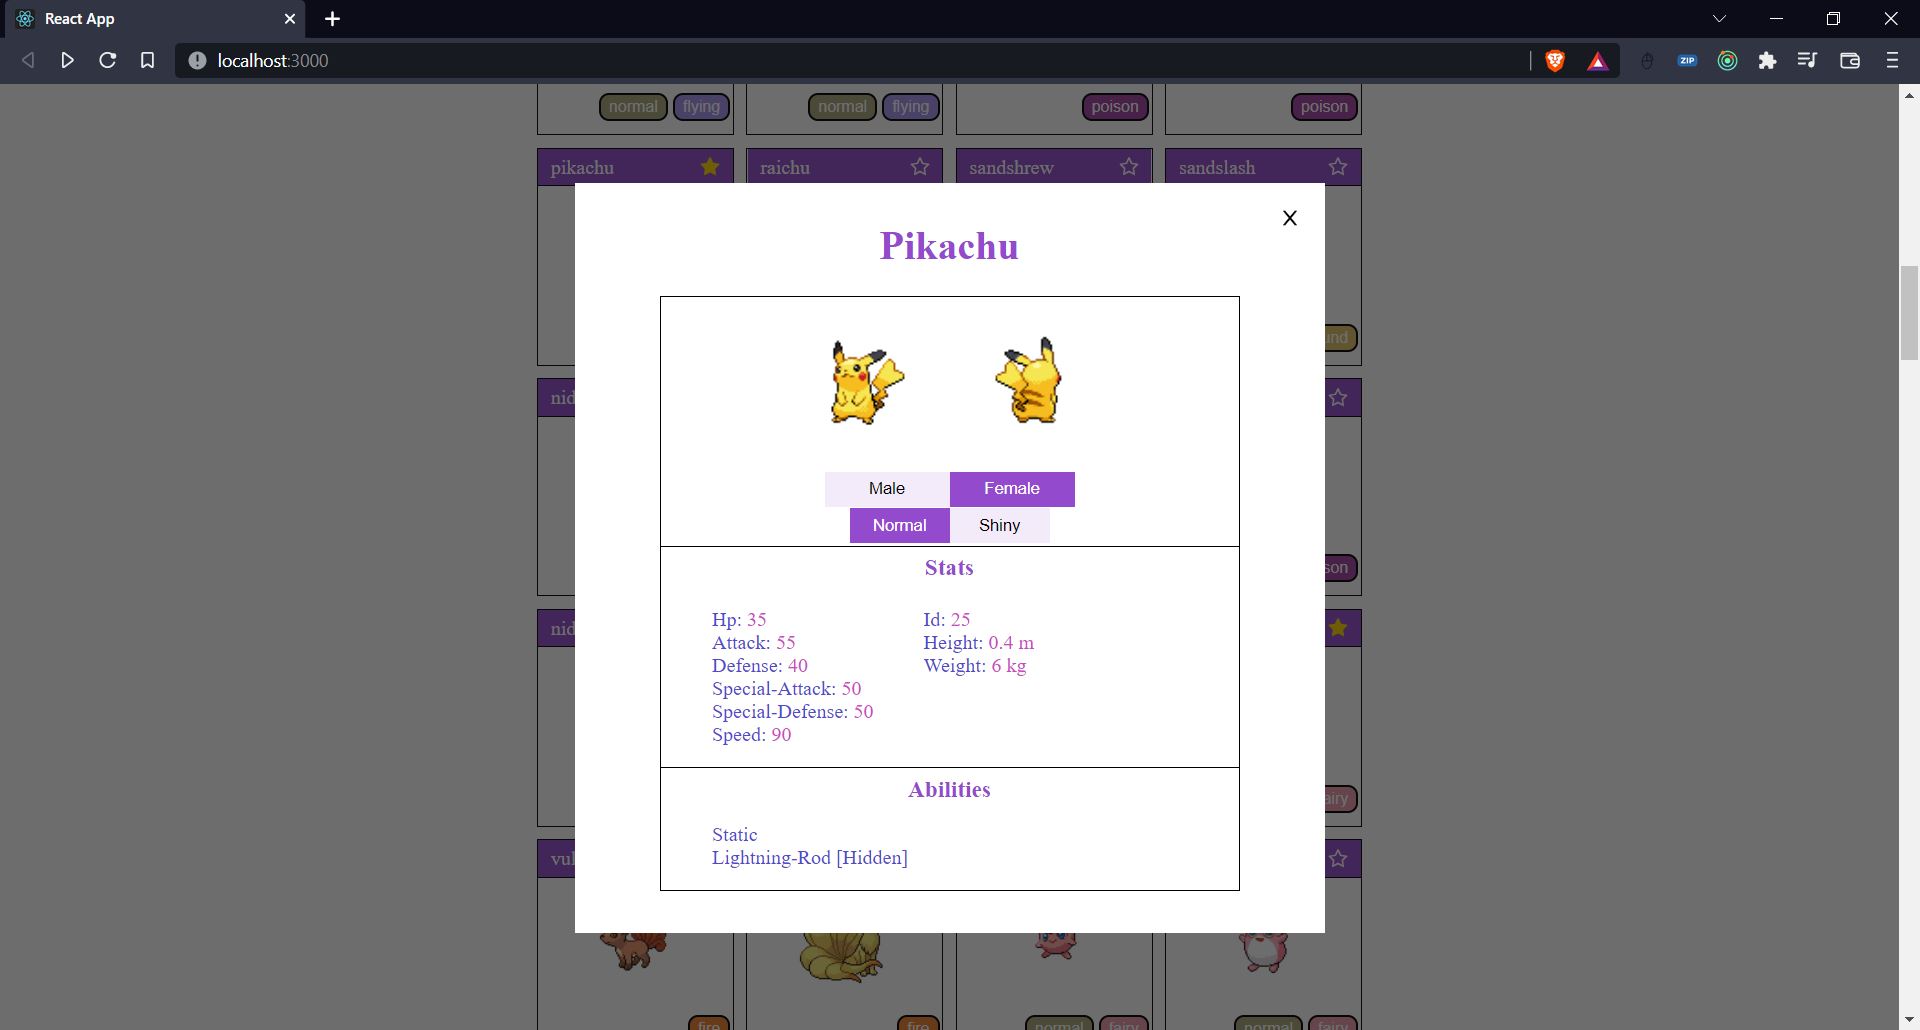 React App
localhost:3000
ZIP
normal flying normal flying poison poison
pikachu raichu sandshrew sandslash
X
Pikachu
und
nid
Male Female
Normal Shiny
Stats
son
Hp: 35 Id: 25
Attack: 55 Height: 0.4 m
Defense: 40 Weight: 6 kg
Special-Attack: 50
Special-Defense: 50
Speed: 90
nid
Abilities
airy
Static
Lightning-Rod [Hidden]
vul
fire fire normal fairy normal fairy